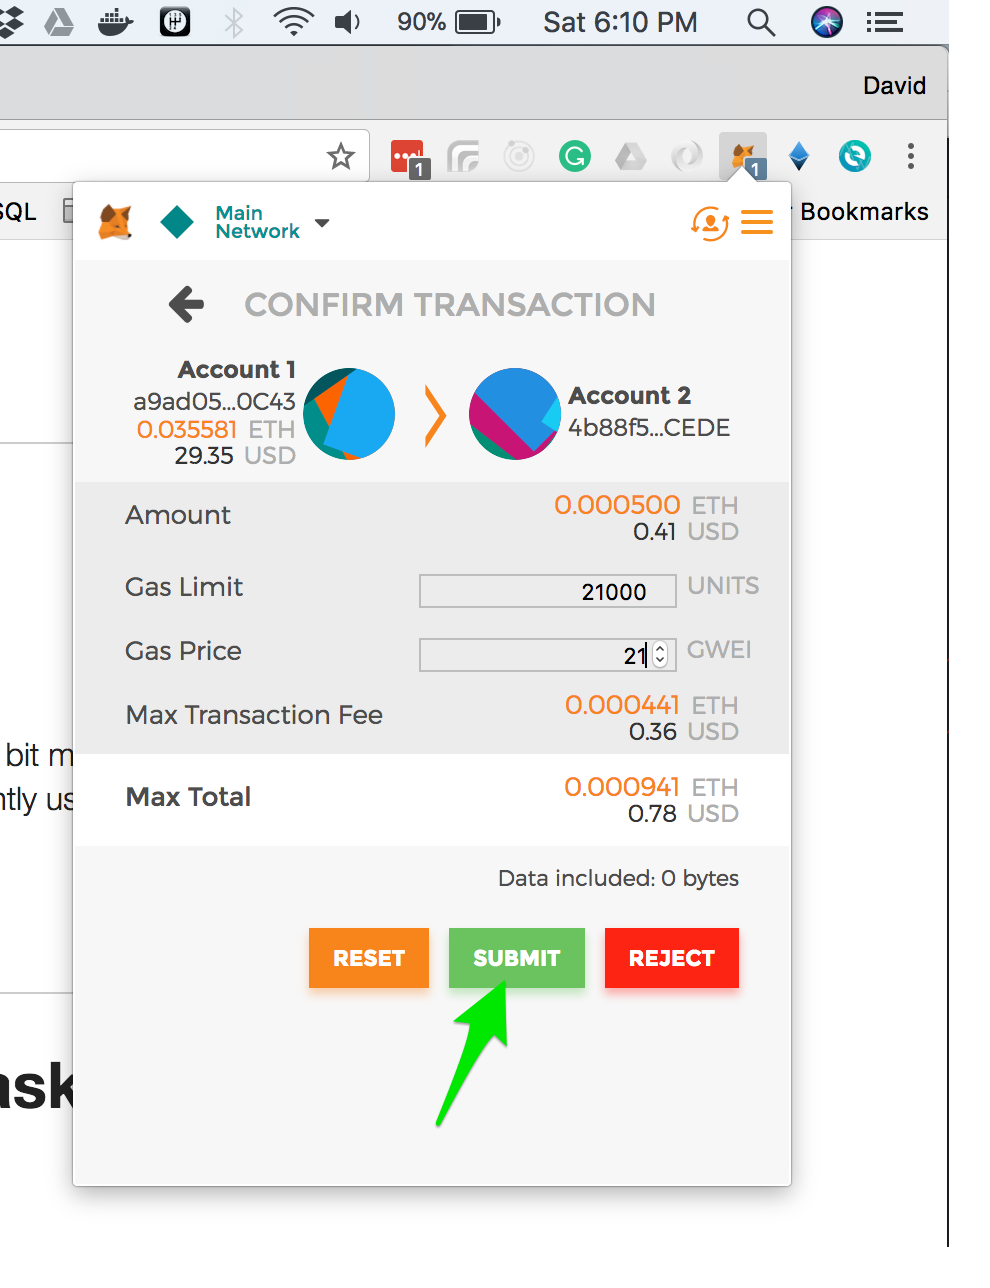 90% Sat 6:10 PM
David
1 1
SQL Bookmarks
Main
Network
CONFIRM TRANSACTION
Account 1
a9ad05...0C43
0.035581 ETH
29.35 USD
Account 2
4b88f5...CEDE
Amount 0.000500 ETH
0.41 USD
Gas Limit 21000 UNITS
Gas Price 21 GWEI
Max Transaction Fee 0.000441 ETH
0.36 USD
bit m
ntly us
Max Total 0.000941 ETH
0.78 USD
Data included: 0 bytes
RESET SUBMIT REJECT
ask